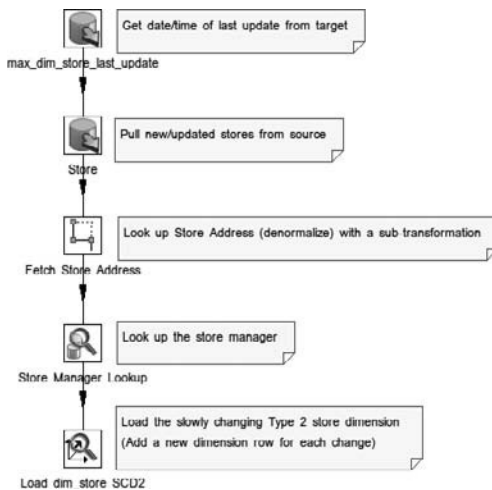 Get date/time of last update from target
max_dim_store_last_update
Pull new/updated stores from source
Store
Look up Store Address (denormalize) with a sub-transformation
Fetch Store Address
Look up the store manager
Store Manager Lookup
Load the slowly changing Type 2 store dimension
(Add a new dimension row for each change)
Load dim_store SCD2